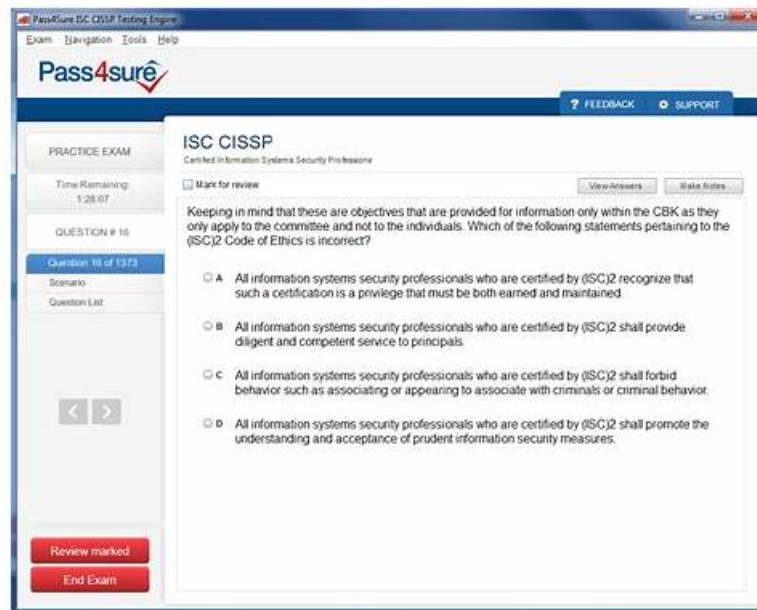 Pass4Sure ISC CISSP Testing Engine
Exam Navigation Tools Help
Pass4sure
? FEEDBACK SUPPORT
PRACTICE EXAM
Time Remaining:
1:28:07
QUESTION # 16
Question 16 of 1373
Scenario
Question List
Review marked
End Exam
ISC CISSP
Certified Information Systems Security Professiona
Mark for review
View Answers Make Notes
Keeping in mind that these are objectives that are provided for information only within the CBK as they
only apply to the committee and not to the individuals. Which of the following statements pertaining to the
(ISC)2 Code of Ethics is incorrect?
A All information systems security professionals who are certified by (ISC)2 recognize that
such a certification is a privilege that must be both earned and maintained.
B All information systems security professionals who are certified by (ISC)2 shall provide
diligent and competent service to principals.
C All information systems security professionals who are certified by (ISC)2 shall forbid
behavior such as associating or appearing to associate with criminals or criminal behavior.
D All information systems security professionals who are certified by (ISC)2 shall promote the
understanding and acceptance of prudent information security measures.